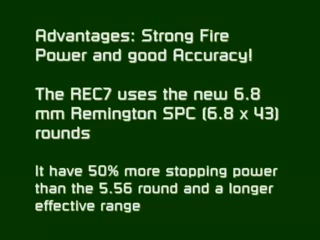 Advantages: Strong Fire
Power and good Accuracy!
The REC7 uses the new 6.8
mm Remington SPC (6.8 x 43)
rounds
It have 50% more stopping power
than the 5.56 round and a longer
effective range